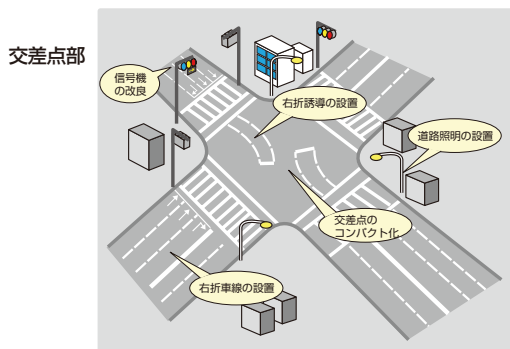 交差点部
信号機
の改良
右折誘導の設置
道路照明の設置
交差点の
コンパクト化
右折車線の設置